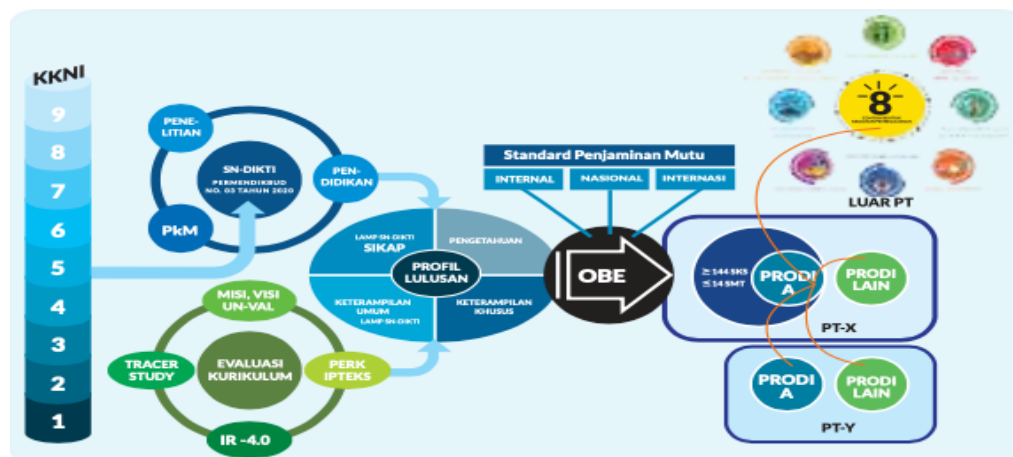 KKNI
9
8
7
6
5
4
3
2
1
PENE-
LITIAN
SN-DIKTI
PERMENDIKBUD
NO. 03 TAHUN 2020
PEN-
DIDIKAN
PkM
MISI, VISI
UN-VAL
TRACER
STUDY
EVALUASI
KURIKULUM
PERK
IPTEKS
IR -4.0
LAMP SN-DIKTI
SIKAP
PENGETAHUAN
PROFIL
LULUSAN
KETERAMPILAN
UMUM
LAMP SN-DIKTI
KETERAMPILAN
KHUSUS
Standard Penjaminan Mutu
INTERNAL
NASIONAL
INTERNASI
OBE
8
LUAR PT
≥144 SKS
≤14 SMT
PRODI
A
PRODI
LAIN
PT-X
PRODI
A
PRODI
LAIN
PT-Y